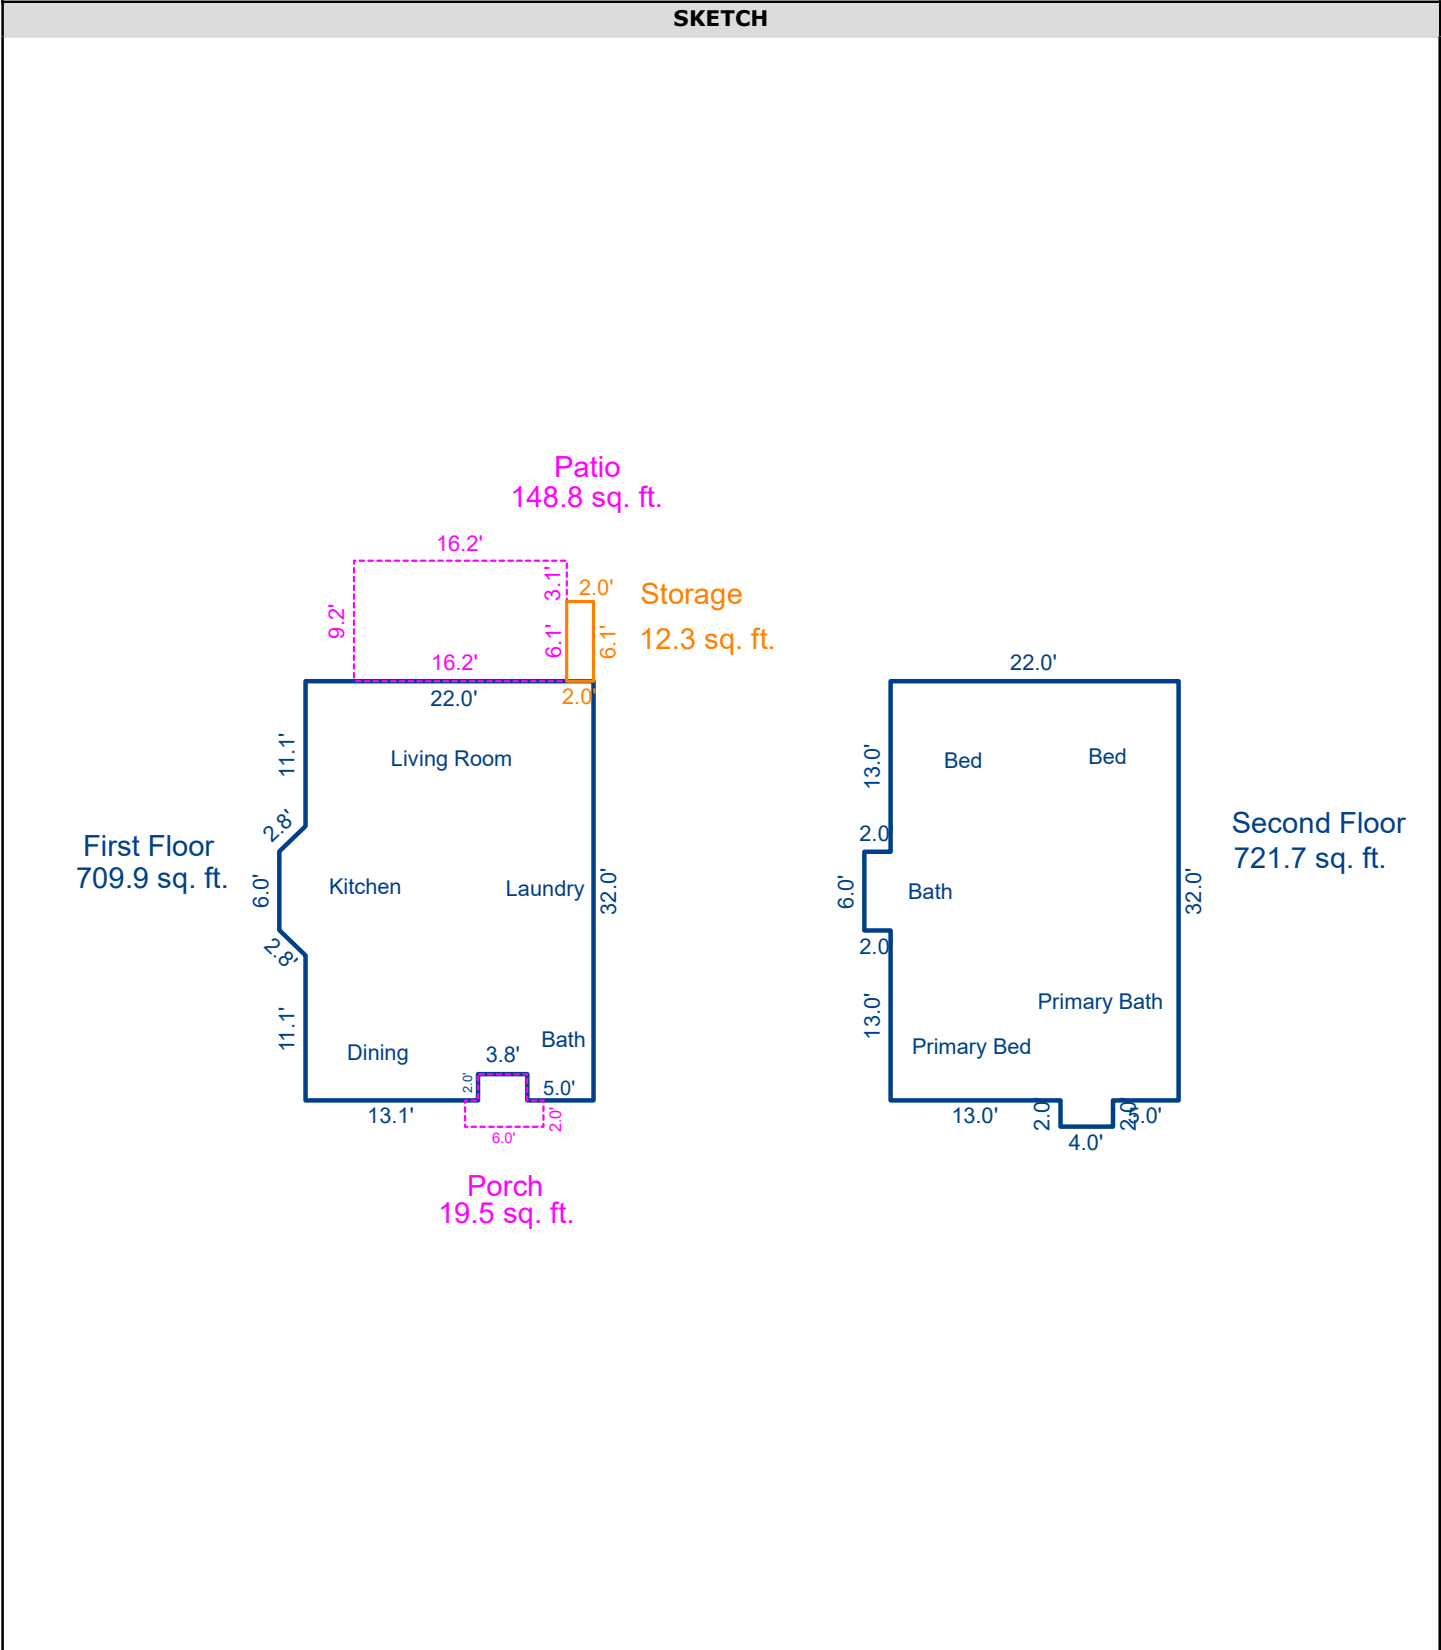 SKETCH
Patio
148.8 sq. ft.
16.2'
3.1'
2.0'
Storage
9.2'
6.1'
6.1'
12.3 sq. ft.
16.2'
22.0'
2.0'
22.0'
11.1'
Living Room
13.0'
Bed
Bed
2.8'
First Floor
709.9 sq. ft.
6.0'
Kitchen
Laundry
32.0'
2.0
6.0'
Bath
32.0'
Second Floor
721.7 sq. ft.
2.8'
2.0
11.1'
Dining
3.8'
Bath
13.0'
Primary Bath
Primary Bed
2.0'
5.0'
13.1'
2.0'
6.0'
13.0'
2.0
2.0
5.0'
4.0'
Porch
19.5 sq. ft.